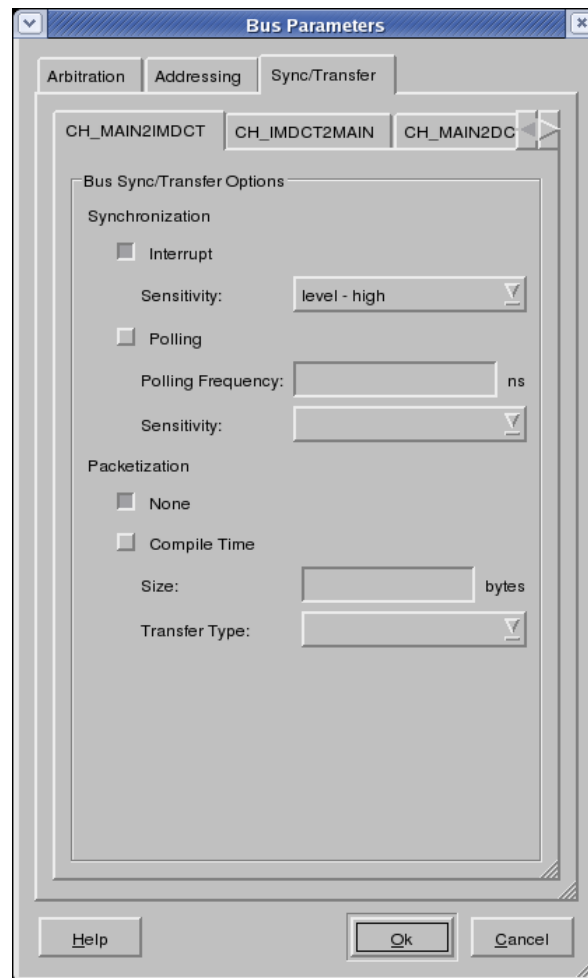 Bus Parameters
Arbitration Addressing Sync/Transfer
CH_MAIN2IMDCT CH_IMDCT2MAIN CH_MAIN2DC
Bus Sync/Transfer Options
Synchronization
Interrupt
Sensitivity: level - high
Polling
Polling Frequency: ns
Sensitivity:
Packetization
None
Compile Time
Size: bytes
Transfer Type:
Help Ok Cancel